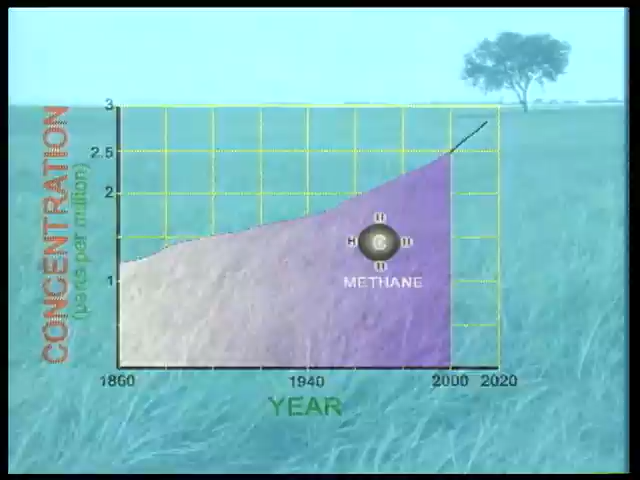 CONCENTRATION
(parts per million)
3
2.5
2
1
H
H C H
H
METHANE
1860 1940 2000 2020
YEAR